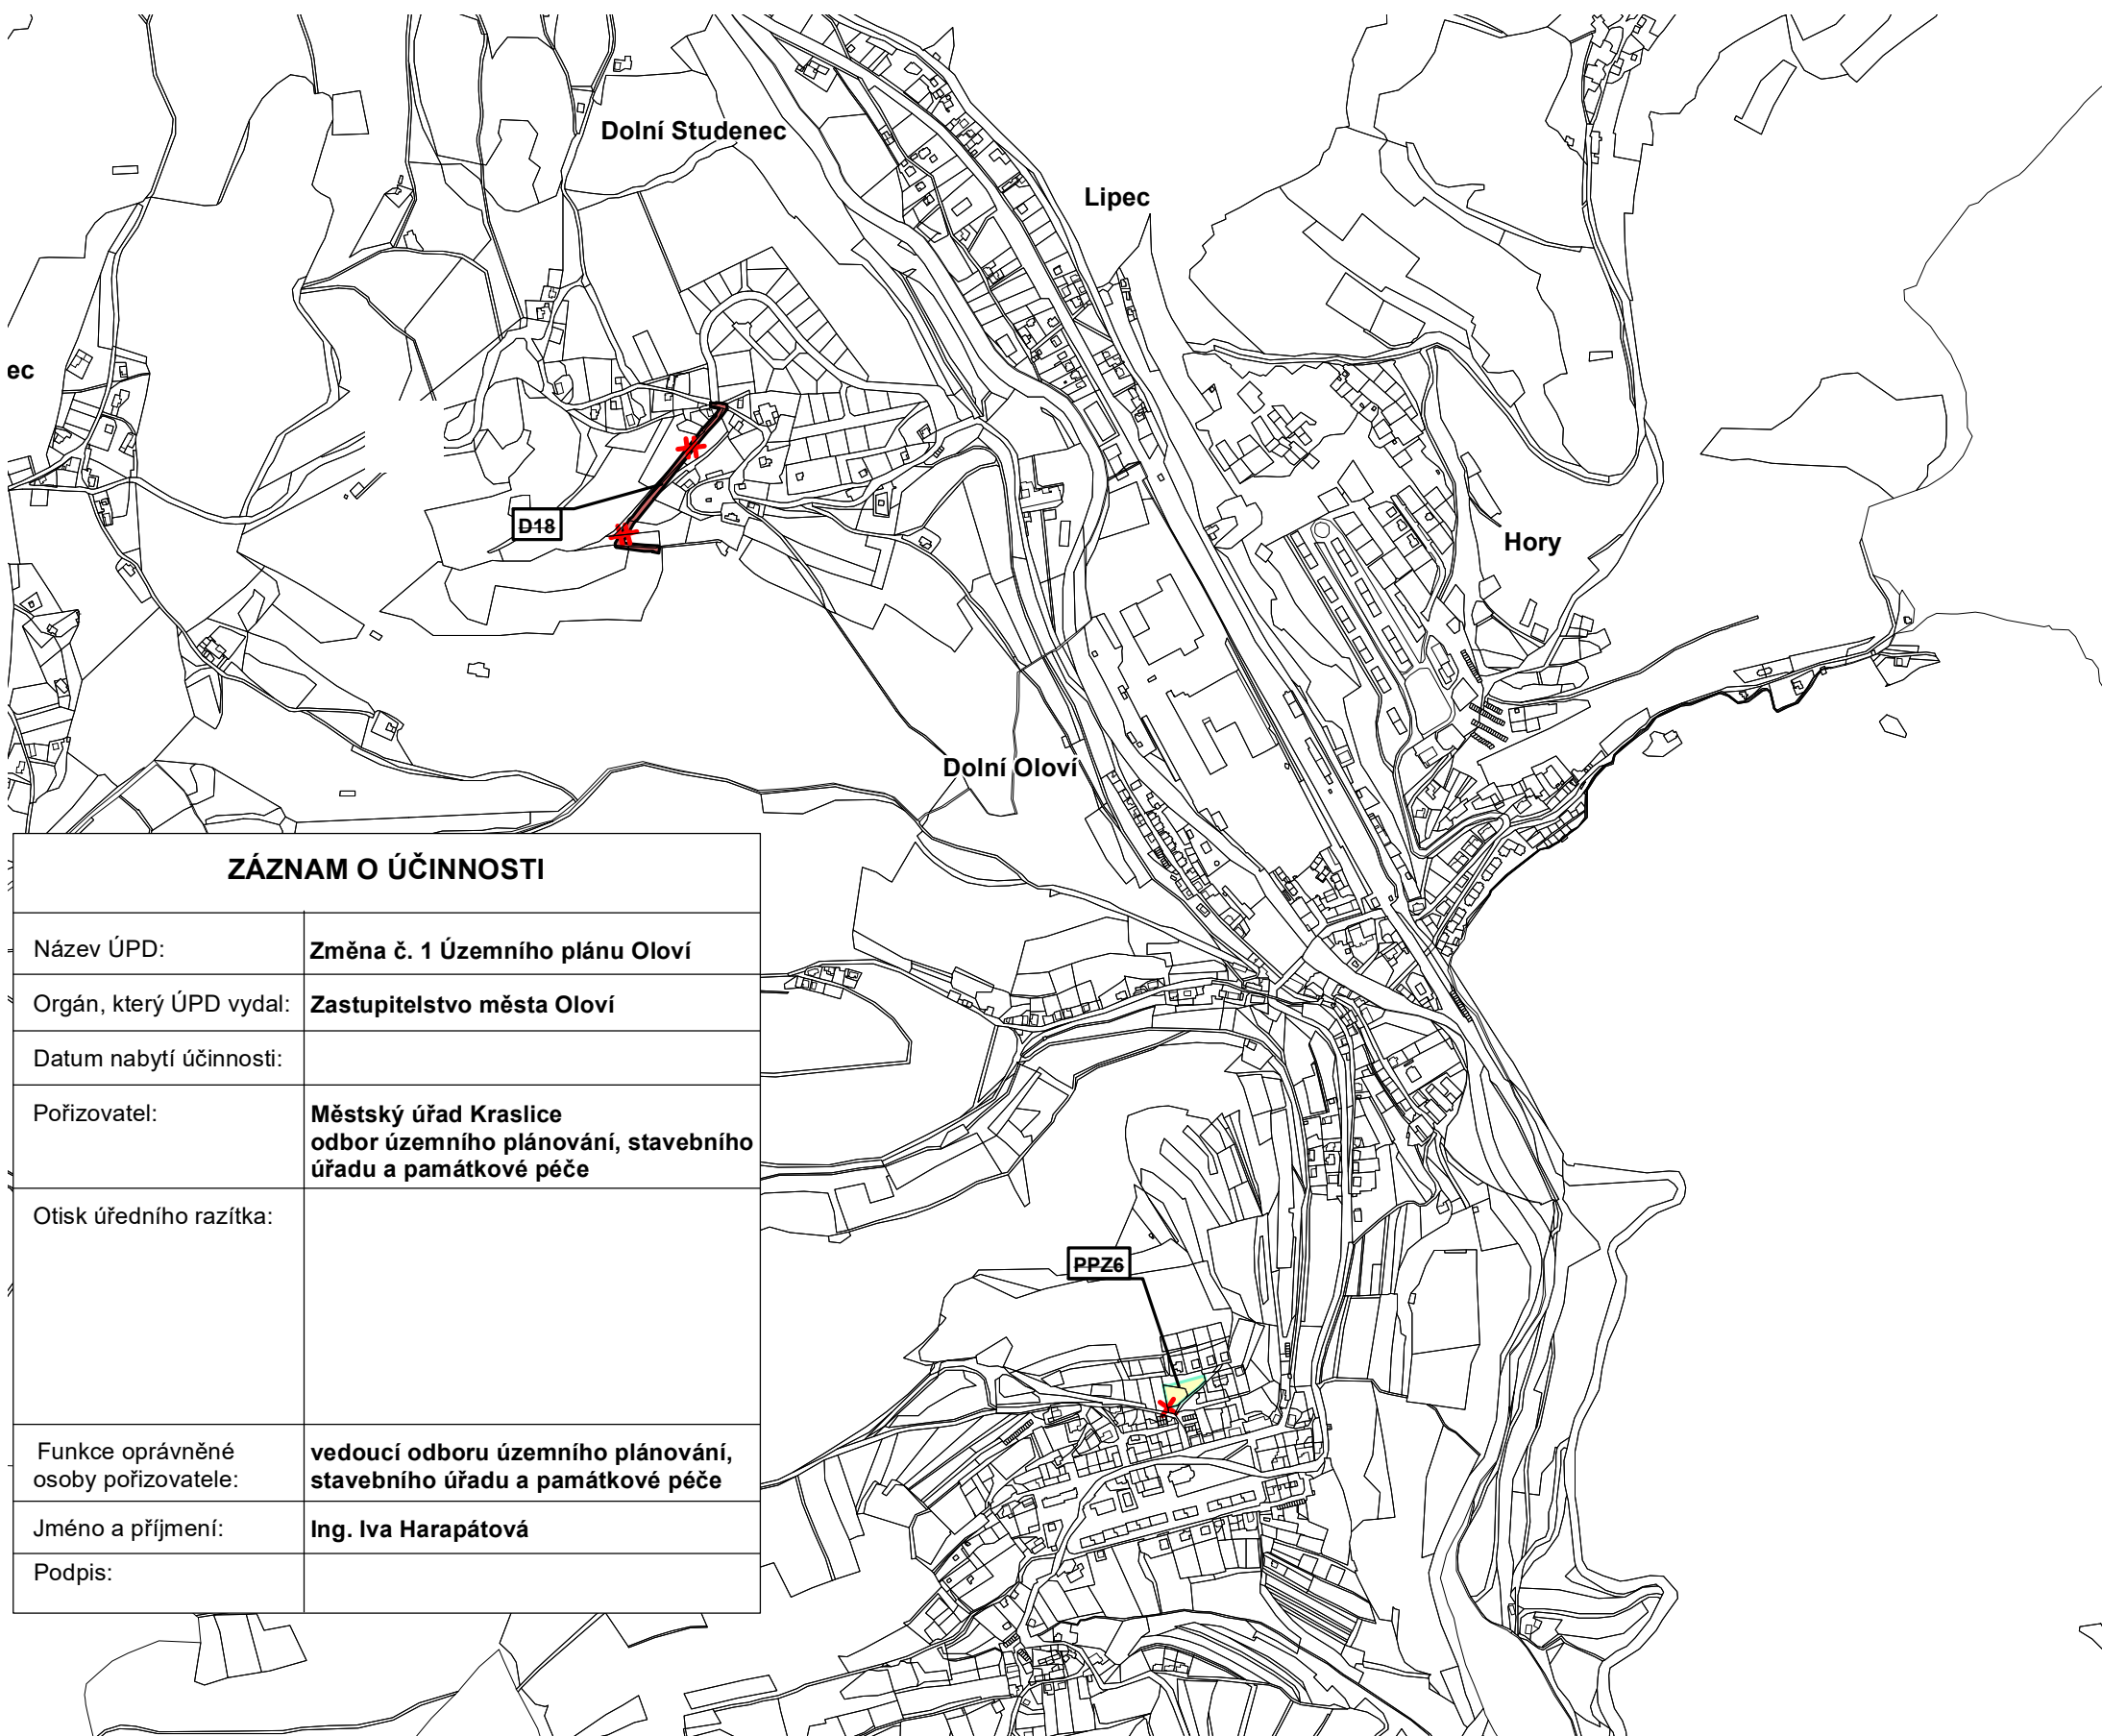 Dolní Studenec
Lipec
ec
D18
Hory
Dolní Oloví
ZÁZNAM O ÚČINNOSTI
Název ÚPD: Změna č. 1 Územního plánu Oloví
Orgán, který ÚPD vydal: Zastupitelstvo města Oloví
Datum nabytí účinnosti:
Pořizovatel: Městský úřad Kraslice
odbor územního plánování, stavebního
úřadu a památkové péče
Otisk úředního razítka:
PPZ6
Funkce oprávněné
osoby pořizovatele:
vedoucí odboru územního plánování,
stavebního úřadu a památkové péče
Jméno a příjmení: Ing. Iva Harapátová
Podpis: